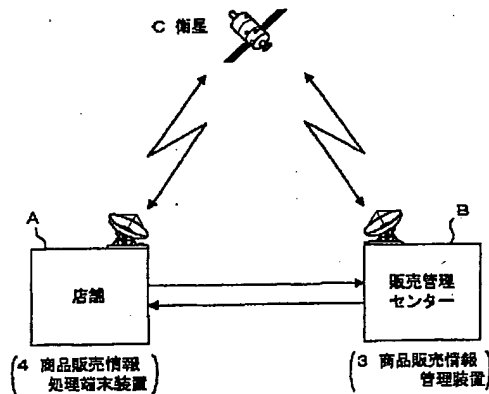 C 衛星
A
B
店舗
販売管理
センター
(4 商品販売情報
処理端末装置)
(3 商品販売情報
管理装置)